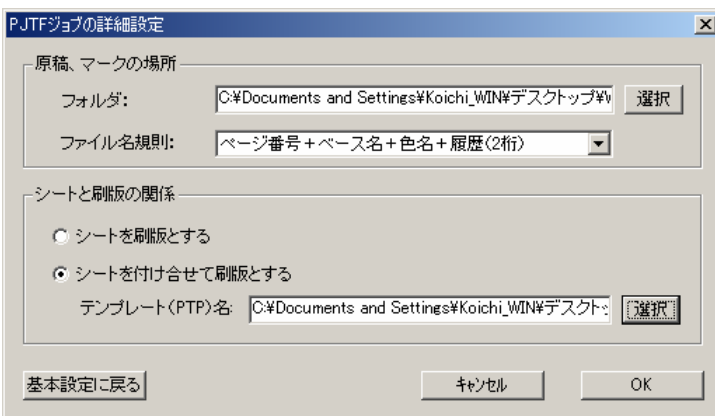 PJTFジョブの詳細設定
原稿、マークの場所
フォルダ: C:¥Documents and Settings¥Koichi_WIN¥デスクトップ¥ 選択
ファイル名規則: ページ番号+ベース名+色名+履歴(2桁)
シートと刷版の関係
シートを刷版とする
シートを付け合せて刷版とする
テンプレート(PTP)名: C:¥Documents and Settings¥Koichi_WIN¥デスクト 選択
基本設定に戻る キャンセル OK